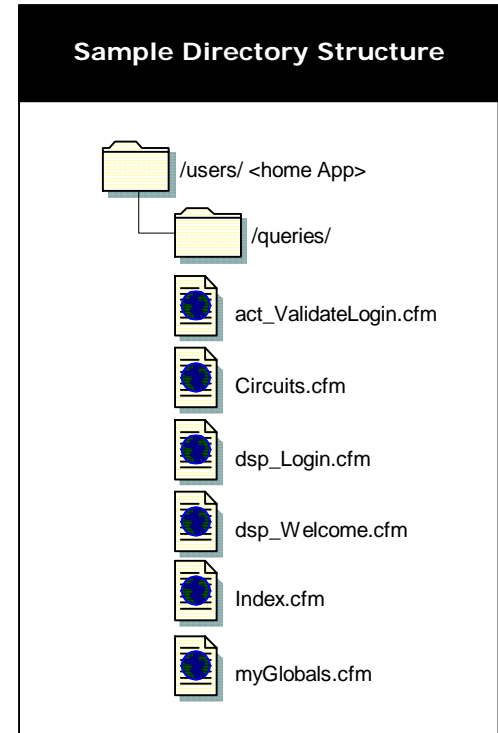 Sample Directory Structure
/users/ <home App>
/queries/
act_ValidateLogin.cfm
Circuits.cfm
dsp_Login.cfm
dsp_Welcome.cfm
Index.cfm
myGlobals.cfm